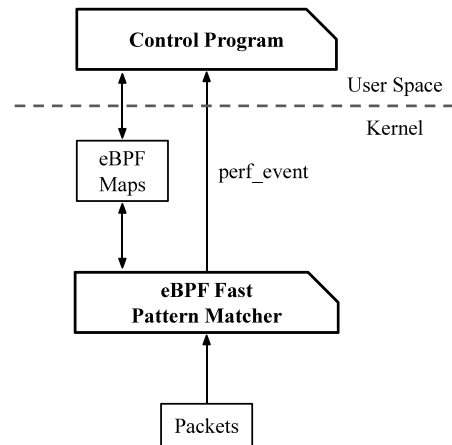 Control Program
User Space
Kernel
eBPF
Maps
perf_event
eBPF Fast
Pattern Matcher
Packets